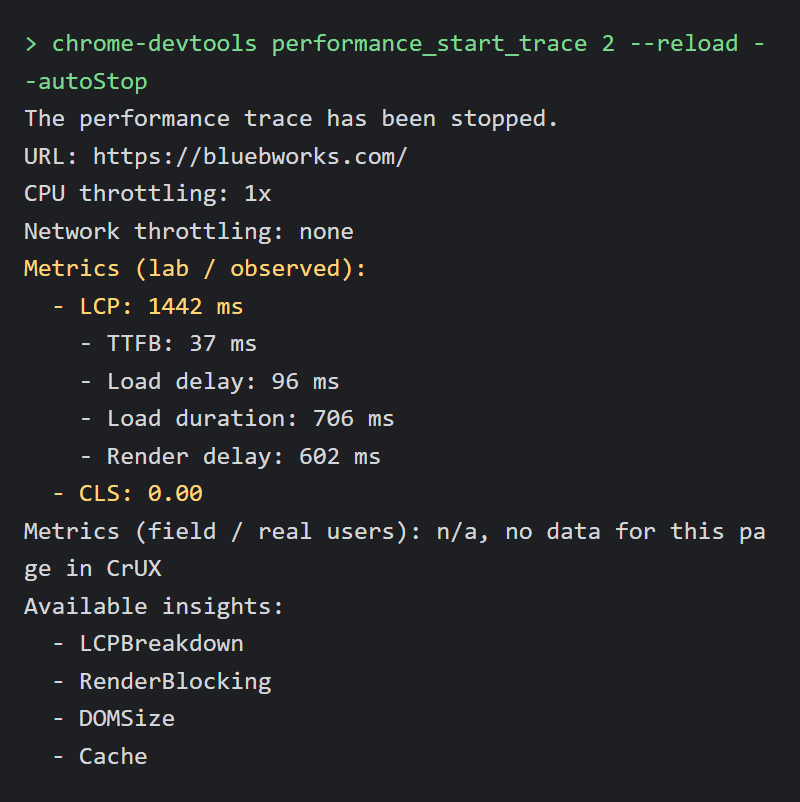 > chrome-devtools performance_start_trace 2 --reload -
-autoStop
The performance trace has been stopped.
URL: https://bluebworks.com/
CPU throttling: 1x
Network throttling: none
Metrics (lab / observed):
  - LCP: 1442 ms
    - TTFB: 37 ms
    - Load delay: 96 ms
    - Load duration: 706 ms
    - Render delay: 602 ms
  - CLS: 0.00
Metrics (field / real users): n/a, no data for this pa
ge in CrUX
Available insights:
  - LCPBreakdown
  - RenderBlocking
  - DOMSize
  - Cache